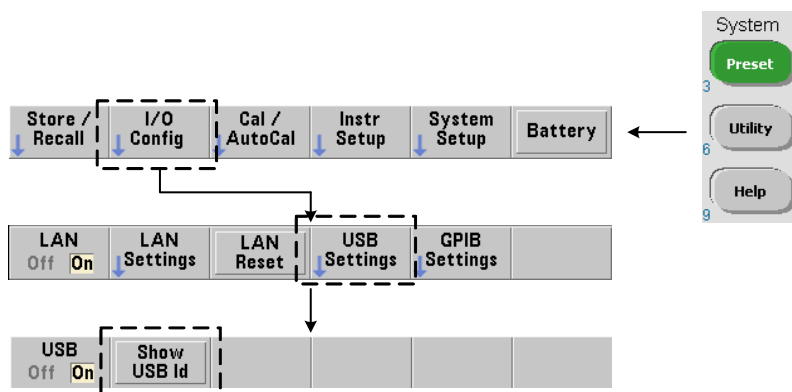 System
Preset
3
Utility
6
Help
9
Store /
Recall
I/O
Config
Cal /
AutoCal
Instr
Setup
System
Setup
Battery
LAN
Off On
LAN
Settings
LAN
Reset
USB
Settings
GPIB
Settings
USB
Off On
Show
USB Id